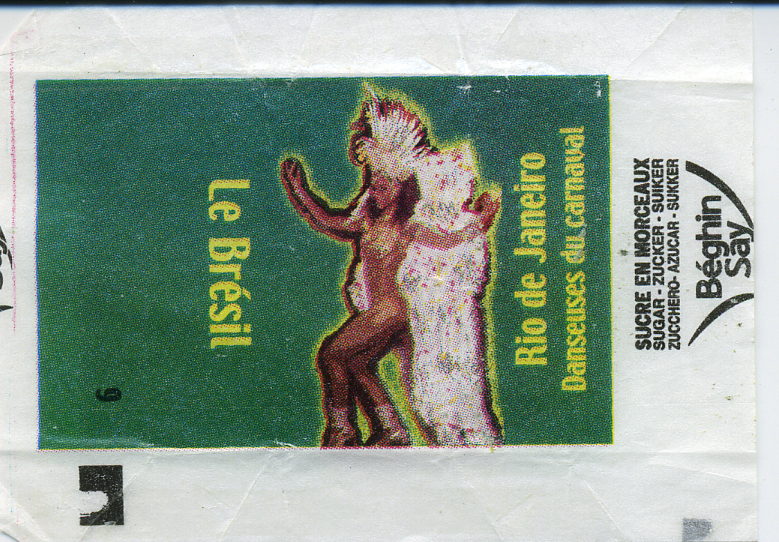 Le Brésil
Rio de Janeiro
Danseuses du carnaval
6
SUCRE EN MORCEAUX
SUGAR - ZUCKER - SUIKER
ZUCCHERO - AZUCAR - SUKKER
Béghin
Say